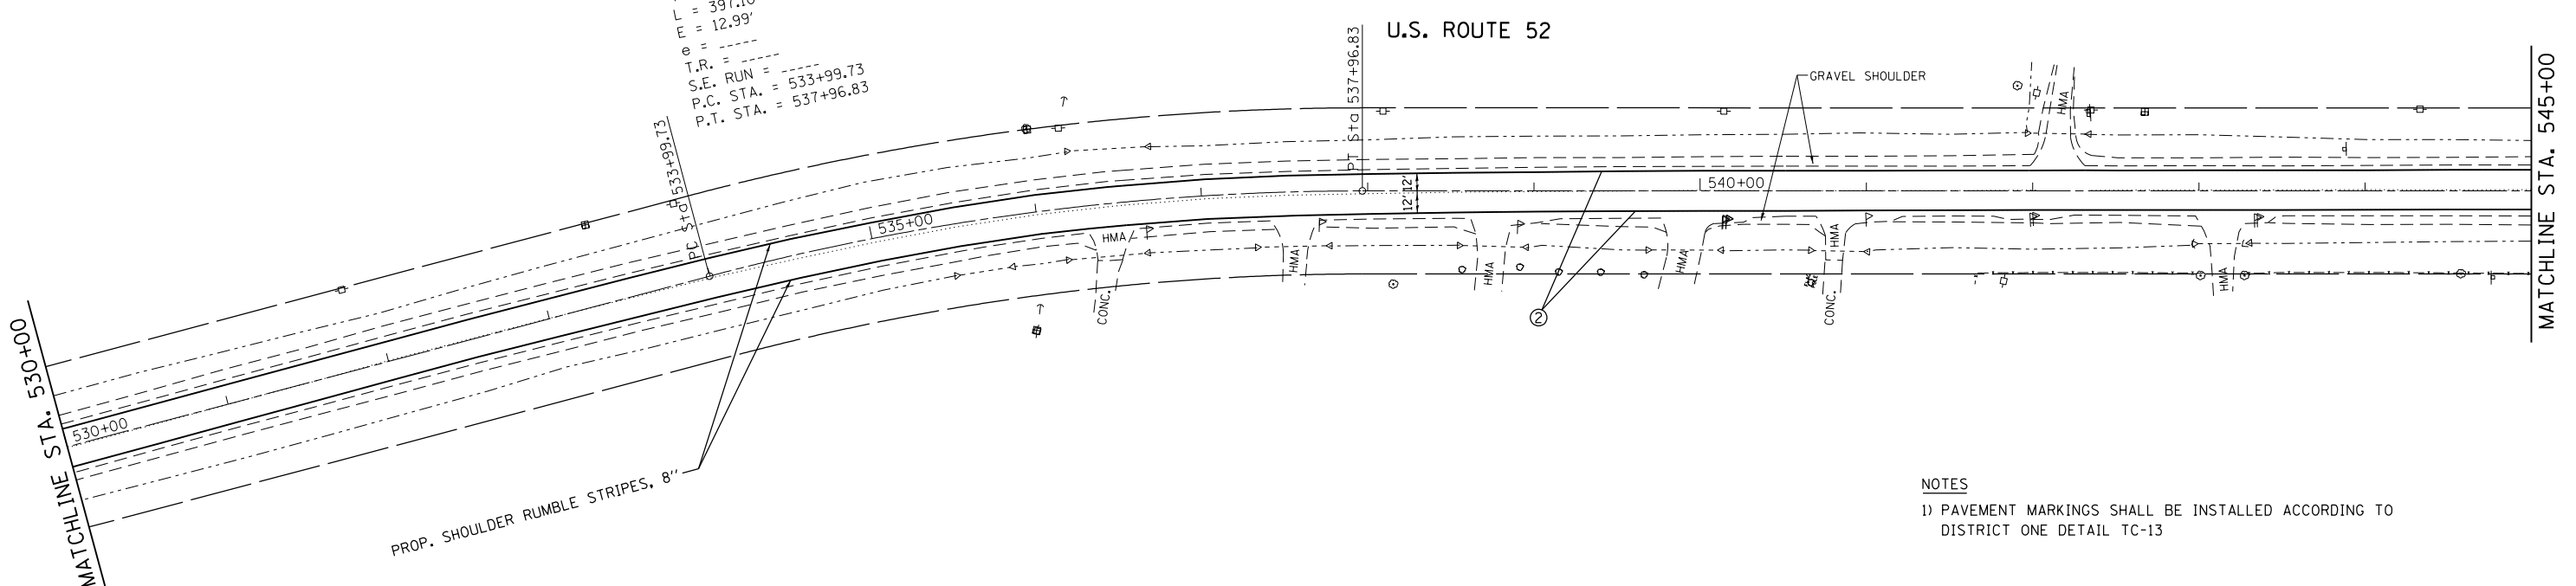 L = 397.10'
E = 12.99'
e = -----
T.R. = -----
S.E. RUN = -----
P.C. STA. = 533+99.73
P.T. STA. = 537+96.83
U.S. ROUTE 52
PT Sta 537+96.83
PC Sta 533+99.73
GRAVEL SHOULDER
HMA
MATCHLINE STA. 545+00
12'
12'
540+00
535+00
530+00
MATCHLINE STA. 530+00
HMA
CONC.
HMA
HMA
HMA
HMA
CONC.
HMA
2
PROP. SHOULDER RUMBLE STRIPES, 8''
NOTES
1) PAVEMENT MARKINGS SHALL BE INSTALLED ACCORDING TO
DISTRICT ONE DETAIL TC-13